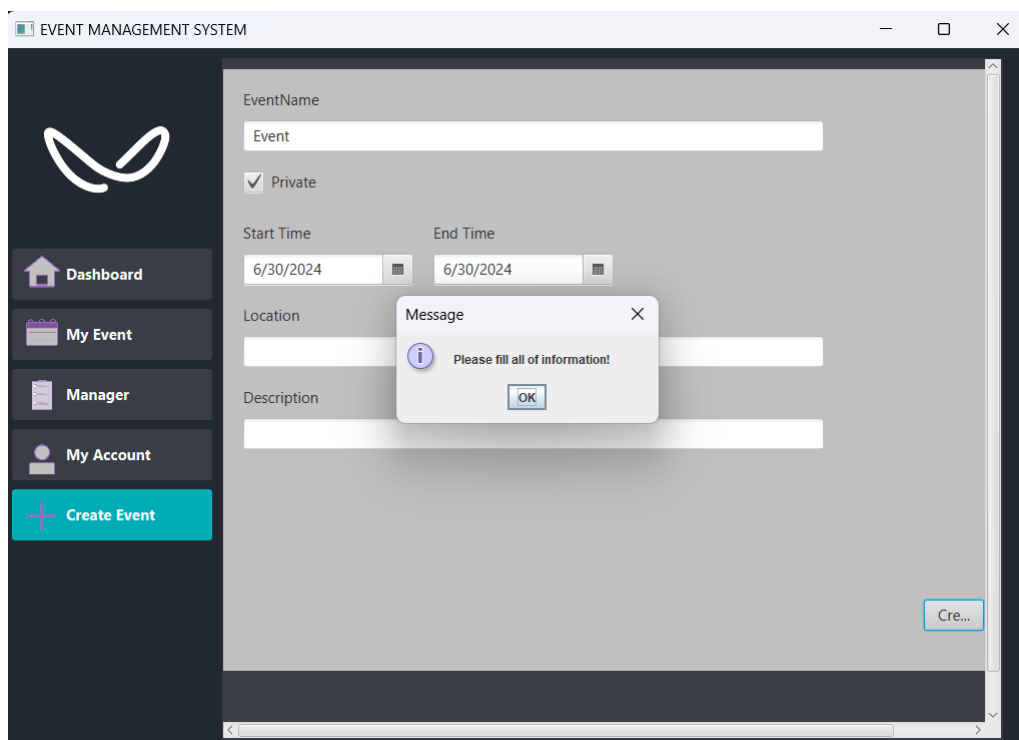 EVENT MANAGEMENT SYSTEM
Dashboard
My Event
Manager
My Account
Create Event
EventName
Event
Private
Start Time End Time
6/30/2024 6/30/2024
Location
Description
Message
Please fill all of information!
OK
Cre...